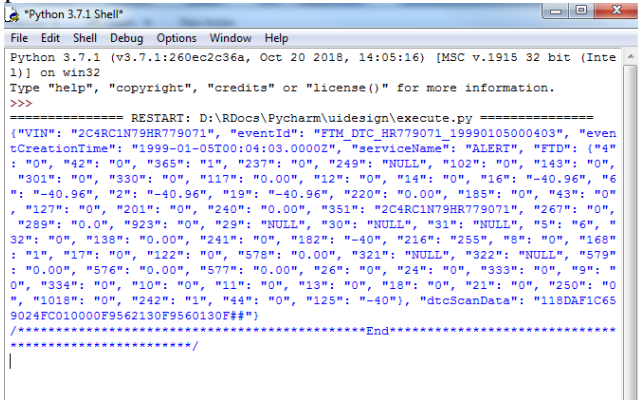 *Python 3.7.1 Shell*
File Edit Shell Debug Options Window Help
Python 3.7.1 (v3.7.1:260ec2c36a, Oct 20 2018, 14:05:16) [MSC v.1915 32 bit (Inte
l)] on win32
Type "help", "copyright", "credits" or "license()" for more information.
>>>
=============== RESTART: D:\RDocs\Pycharm\uidesign\execute.py ===============
{"VIN": "2C4RC1N79HR779071", "eventId": "FTM_DTC_HR779071_19990105000403", "even
tCreationTime": "1999-01-05T00:04:03.0000Z", "serviceName": "ALERT", "FTD": {"4"
: "0", "42": "0", "365": "1", "237": "0", "249": "NULL", "102": "0", "143": "0",
"301": "0", "330": "0", "117": "0.00", "12": "0", "14": "0", "16": "-40.96", "6
": "-40.96", "2": "-40.96", "19": "-40.96", "220": "0.00", "185": "0", "43": "0"
, "127": "0", "201": "0", "240": "0.00", "351": "2C4RC1N79HR779071", "267": "0",
"289": "0.0", "923": "0", "29": "NULL", "30": "NULL", "31": "NULL", "5": "6", "
32": "0", "138": "0.00", "241": "0", "182": "-40", "216": "255", "8": "0", "168"
: "1", "17": "0", "122": "0", "578": "0.00", "321": "NULL", "322": "NULL", "579"
: "0.00", "576": "0.00", "577": "0.00", "26": "0", "24": "0", "333": "0", "9": "
0", "334": "0", "10": "0", "11": "0", "13": "0", "18": "0", "21": "0", "250": "0
", "1018": "0", "242": "1", "44": "0", "125": "-40"}, "dtcScanData": "118DAF1C65
9024FC010000F9562130F9560130F##"}
/*********************************************End*****************************
************************/